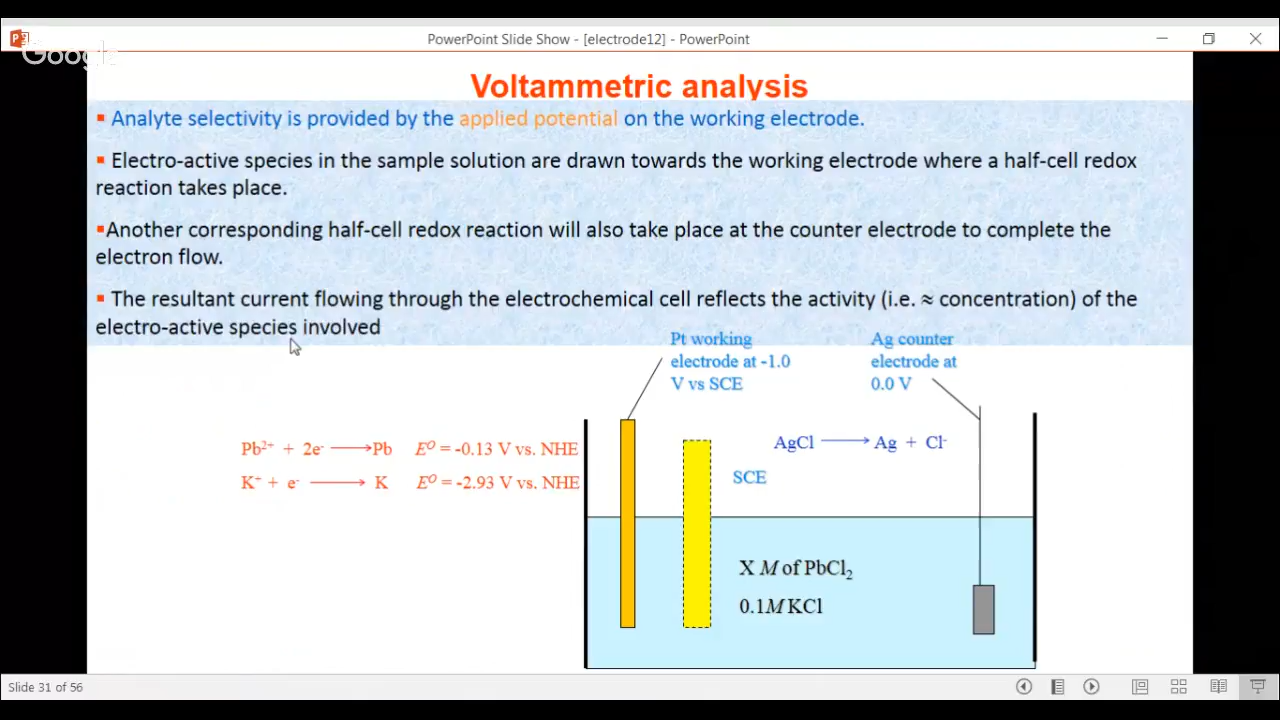 PowerPoint Slide Show - [electrode12] - PowerPoint
Google
Voltammetric analysis
▪ Analyte selectivity is provided by the applied potential on the working electrode.
▪ Electro-active species in the sample solution are drawn towards the working electrode where a half-cell redox
reaction takes place.
▪Another corresponding half-cell redox reaction will also take place at the counter electrode to complete the
electron flow.
▪ The resultant current flowing through the electrochemical cell reflects the activity (i.e. ≈ concentration) of the
electro-active species involved
Pt working
electrode at -1.0
V vs SCE
Ag counter
electrode at
0.0 V
Pb²⁺ + 2e⁻ ⟶ Pb E⁰ = -0.13 V vs. NHE
K⁺ + e⁻ ⟶ K E⁰ = -2.93 V vs. NHE
AgCl ⟶ Ag + Cl⁻
SCE
X M of PbCl₂
0.1M KCl
Slide 31 of 56